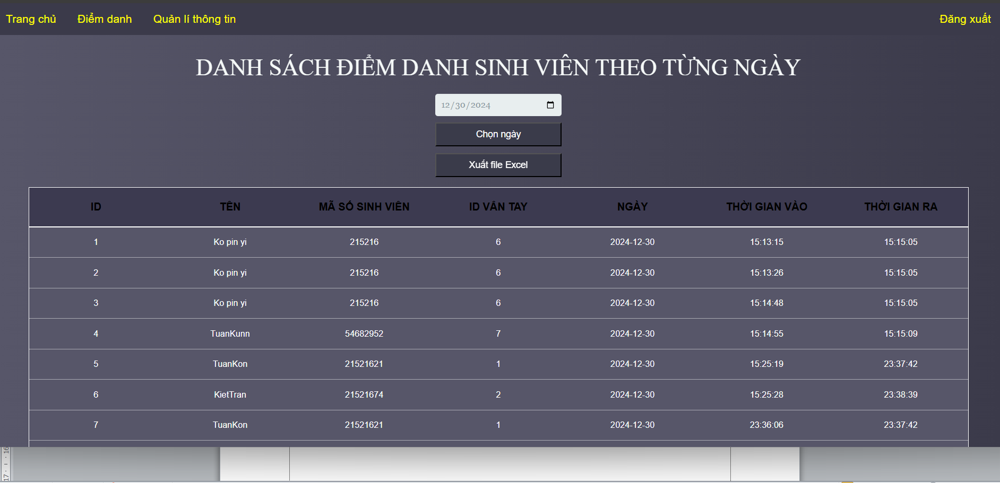 Trang chủ Điểm danh Quản lí thông tin Đăng xuất
DANH SÁCH ĐIỂM DANH SINH VIÊN THEO TỪNG NGÀY
12/30/2024
Chọn ngày
Xuất file Excel
ID TÊN MÃ SỐ SINH VIÊN ID VÂN TAY NGÀY THỜI GIAN VÀO THỜI GIAN RA
1 Ko pin yi 215216 6 2024-12-30 15:13:15 15:15:05
2 Ko pin yi 215216 6 2024-12-30 15:13:26 15:15:05
3 Ko pin yi 215216 6 2024-12-30 15:14:48 15:15:05
4 TuanKunn 54682952 7 2024-12-30 15:14:55 15:15:09
5 TuanKon 21521621 1 2024-12-30 15:25:19 23:37:42
6 KietTran 21521674 2 2024-12-30 15:25:28 23:38:39
7 TuanKon 21521621 1 2024-12-30 23:36:06 23:37:42
16
17